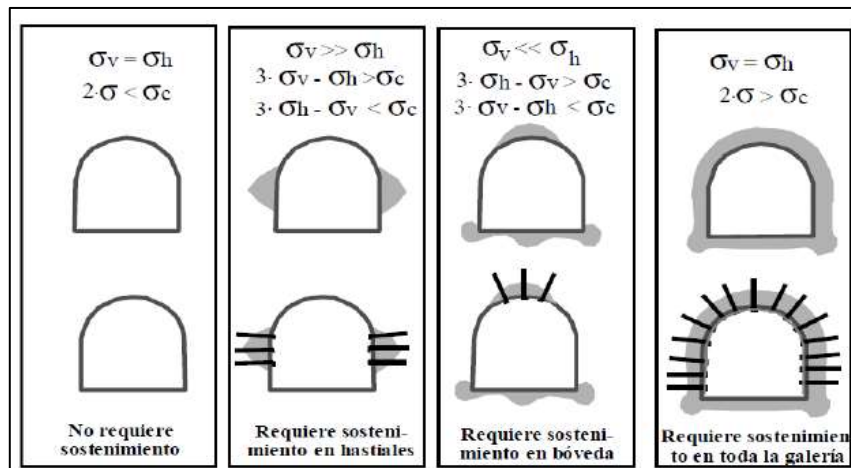 σv = σh
2·σ < σc
No requiere
sostenimiento
σv >> σh
3· σv - σh >σc
3· σh - σv < σc
Requiere sosteni-
miento en hastiales
σv << σh
3· σh - σv > σc
3· σv - σh < σc
Requiere sosteni-
miento en bóveda
σv = σh
2·σ > σc
Requiere sostenimien
to en toda la galería